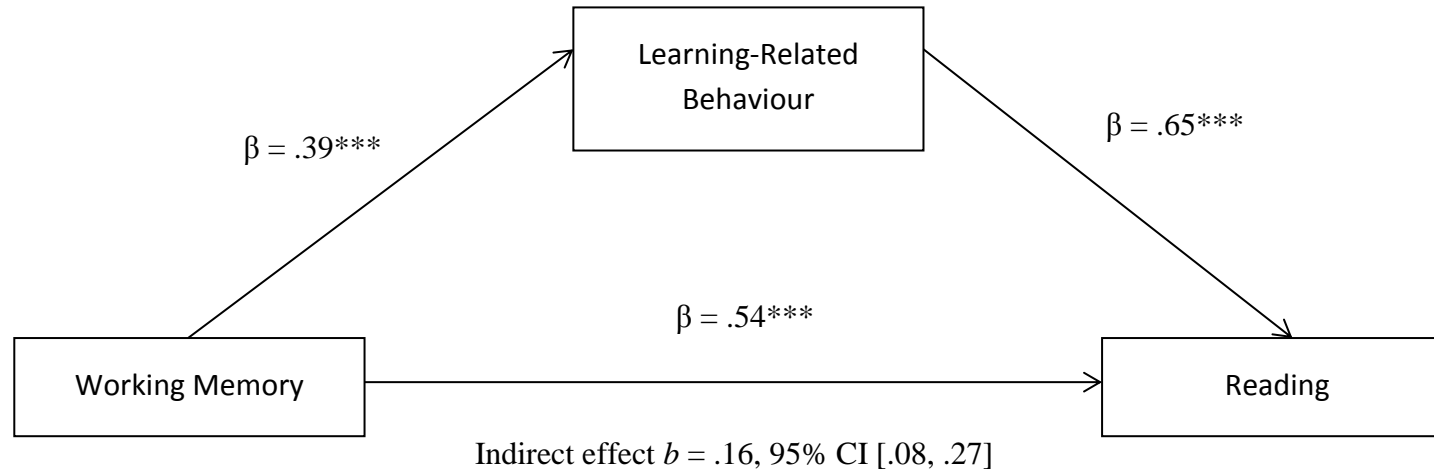 Learning-Related
Behaviour
β = .39***
β = .65***
β = .54***
Working Memory
Reading
Indirect effect b = .16, 95% CI [.08, .27]